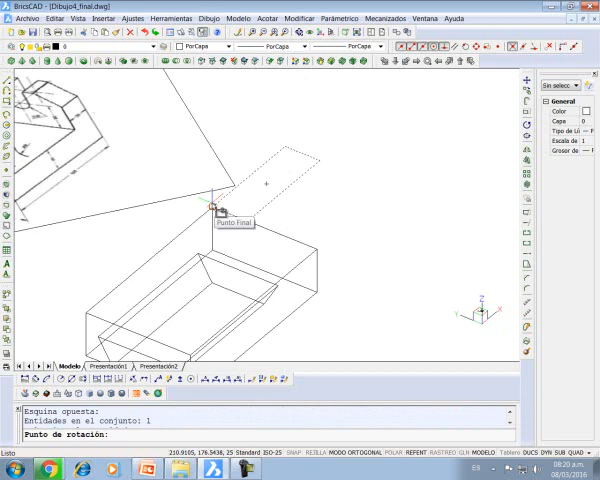 BricsCAD - [Dibujo4_final.dwg]
Archivo Editar Vista Insertar Ajustes Herramientas Dibujo Modelo Acotar Modificar Paramétrico Mecanizados Ventana Ayuda
0 PorCapa PorCapa PorCapa
Sin selecc
General
Color
Capa 0
Tipo de Lí
Escala de 1
Grosor de
Punto Final
Z
Y X
Modelo Presentación1 Presentación2
Esquina opuesta:
Entidades en el conjunto: 1
Punto de rotación:
Listo 210.9105, 176.5438, 25 Standard ISO-25 SNAP REJILLA MODO ORTOGONAL POLAR REFENT RASTREO GLN MODELO Tablero DUCS DYN SUB QUAD
ES 08:20 a.m.
08/03/2016